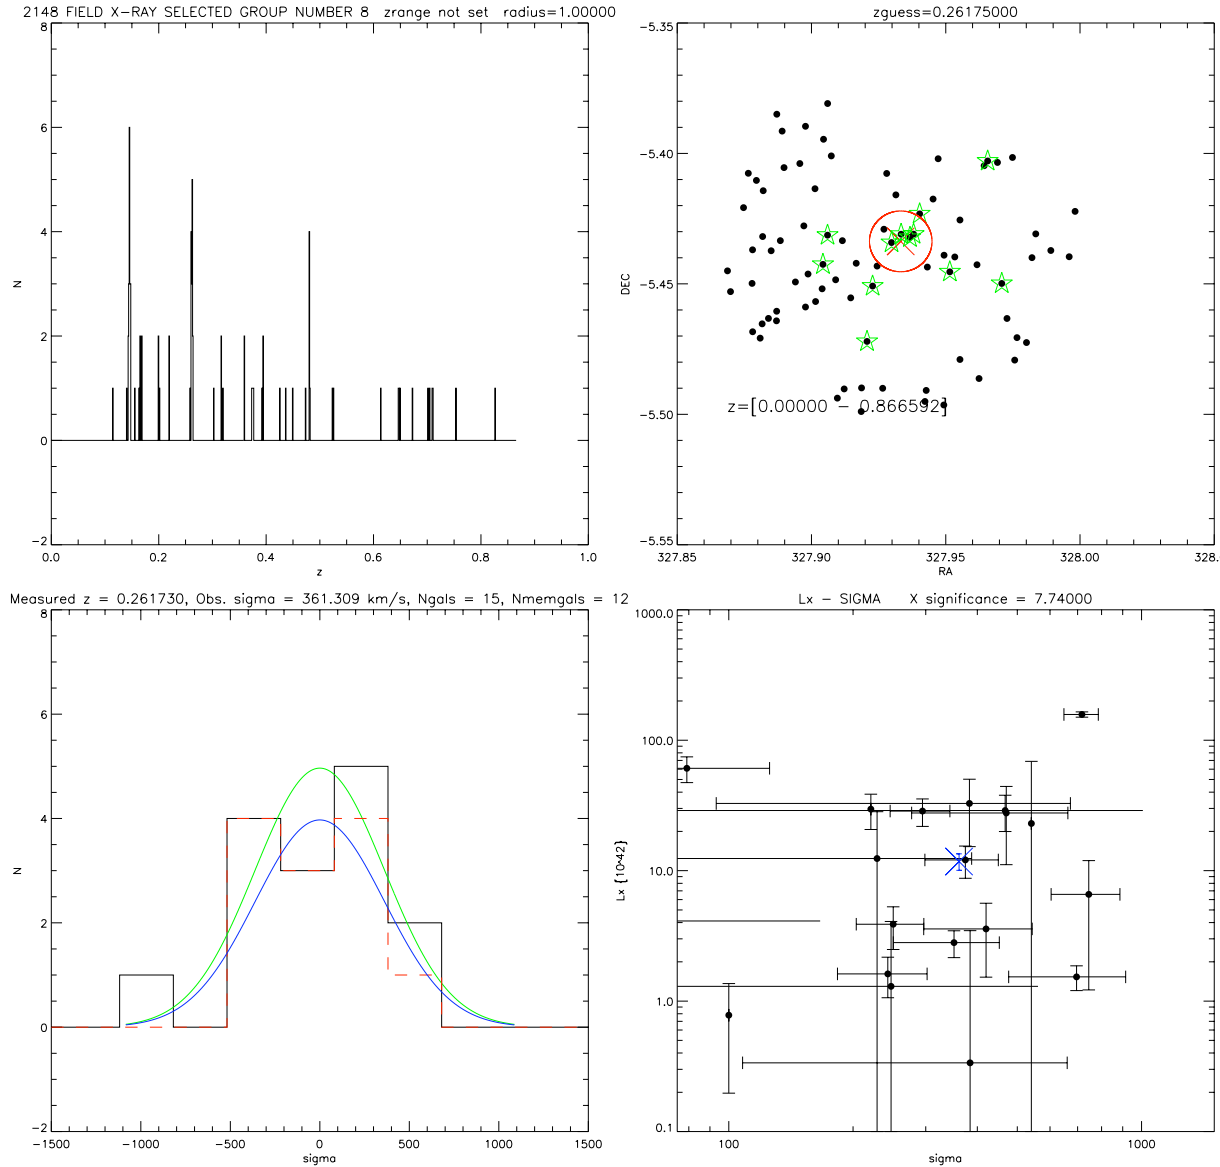 2148 FIELD X-RAY SELECTED GROUP NUMBER 8 zrange not set radius=1.00000
8
6
4
2
0
-2
N
0.0 0.2 0.4 0.6 0.8 1.0
z
zguess=0.26175000
-5.35
-5.40
-5.45
-5.50
-5.55
DEC
z=[0.00000 - 0.866592]
327.85 327.90 327.95 328.00 328.
RA
Measured z = 0.261730, Obs. sigma = 361.309 km/s, Ngals = 15, Nmemgals = 12
8
6
4
2
0
-2
N
-1500 -1000 -500 0 500 1000 1500
sigma
Lx - SIGMA X significance = 7.74000
1000.0
100.0
10.0
1.0
0.1
Lx [10^42]
100 1000
sigma